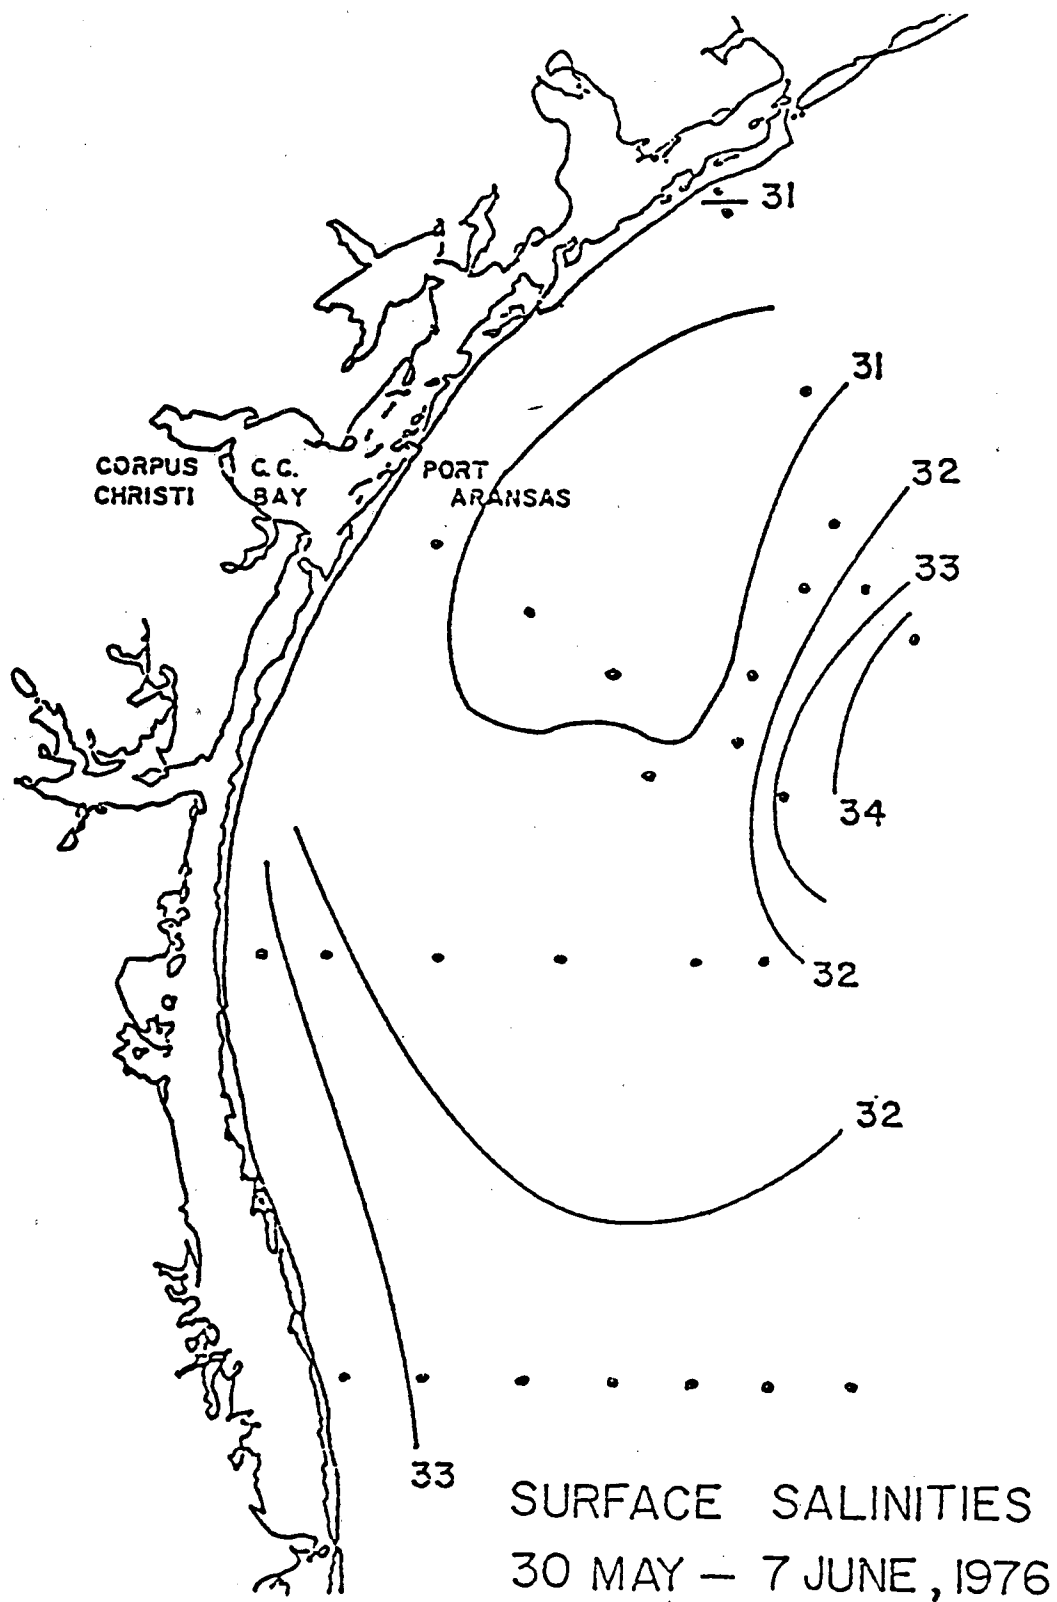 31
31
32
CORPUS
CHRISTI
C.C.
BAY
PORT
ARANSAS
33
34
32
32
33
SURFACE SALINITIES
30 MAY – 7 JUNE, 1976